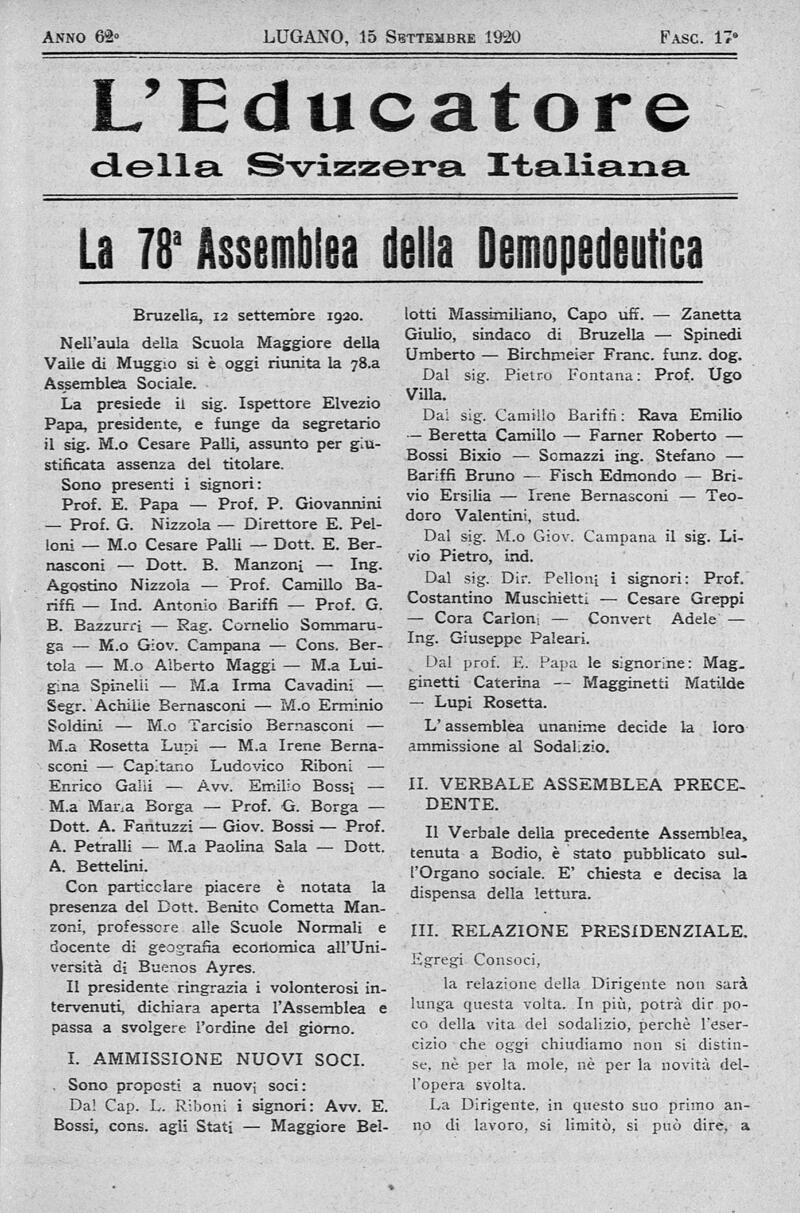 ANNO 62º
LUGANO, 15 SETTEMBRE 1920
FASC. 17º
L'Educatore
della Svizzera Italiana
La 78ª Assemblea della Demopedeutica
Bruzella, 12 settembre 1920.
Nell'aula della Scuola Maggiore della
Valle di Muggio si è oggi riunita la 78.a
Assemblea Sociale.
La presiede il sig. Ispettore Elvezio
Papa, presidente, e funge da segretario
il sig. M.o Cesare Palli, assunto per giu-
stificata assenza del titolare.
Sono presenti i signori:
Prof. E. Papa — Prof. P. Giovannini
— Prof. G. Nizzola — Direttore E. Pel-
loni — M.o Cesare Palli — Dott. E. Ber-
nasconi — Dott. B. Manzoni — Ing.
Agostino Nizzola — Prof. Camillo Ba-
riffi — Ind. Antonio Bariffi — Prof. G.
B. Bazzurri — Rag. Cornelio Sommaru-
ga — M.o Giov. Campana — Cons. Ber-
tola — M.o Alberto Maggi — M.a Lui-
gina Spinelli — M.a Irma Cavadini —
Segr. Achille Bernasconi — M.o Erminio
Soldini — M.o Tarcisio Bernasconi —
M.a Rosetta Lupi — M.a Irene Berna-
sconi — Capitano Ludovico Riboni —
Enrico Galli — Avv. Emilio Bossi —
M.a Maria Borga — Prof. G. Borga —
Dott. A. Fantuzzi — Giov. Bossi — Prof.
A. Petralli — M.a Paolina Sala — Dott.
A. Bettelini.
Con particolare piacere è notata la
presenza del Dott. Benito Cometta Man-
zoni, professore alle Scuole Normali e
docente di geografia economica all'Uni-
versità di Buenos Ayres.
Il presidente ringrazia i volonterosi in-
tervenuti, dichiara aperta l'Assemblea e
passa a svolgere l'ordine del giorno.
I. AMMISSIONE NUOVI SOCI.
Sono proposti a nuovi soci:
Dal Cap. L. Riboni i signori: Avv. E.
Bossi, cons. agli Stati — Maggiore Bel-
lotti Massimiliano, Capo uff. — Zanetta
Giulio, sindaco di Bruzella — Spinedi
Umberto — Birchmeier Franc. funz. dog.
Dal sig. Pietro Fontana: Prof. Ugo
Villa.
Dal sig. Camillo Bariffi: Rava Emilio
— Beretta Camillo — Farner Roberto —
Bossi Bixio — Somazzi ing. Stefano —
Bariffi Bruno — Fisch Edmondo — Bri-
vio Ersilia — Irene Bernasconi — Teo-
doro Valentini, stud.
Dal sig. M.o Giov. Campana il sig. Li-
vio Pietro, ind.
Dal sig. Dir. Pelloni i signori: Prof.
Costantino Muschietti — Cesare Greppi
— Cora Carloni — Convert Adele —
Ing. Giuseppe Paleari.
Dal prof. E. Papa le signorine: Mag-
ginetti Caterina — Magginetti Matilde
— Lupi Rosetta.
L'assemblea unanime decide la loro
ammissione al Sodalizio.
II. VERBALE ASSEMBLEA PRECE-
DENTE.
Il Verbale della precedente Assemblea,
tenuta a Bodio, è stato pubblicato sul-
l'Organo sociale. E' chiesta e decisa la
dispensa della lettura.
III. RELAZIONE PRESIDENZIALE.
Egregi Consoci,
la relazione della Dirigente non sarà
lunga questa volta. In più, potrà dir po-
co della vita del sodalizio, perchè l'eser-
cizio che oggi chiudiamo non si distin-
se, nè per la mole, nè per la novità del-
l'opera svolta.
La Dirigente, in questo suo primo an-
no di lavoro, si limitò, si può dire, a